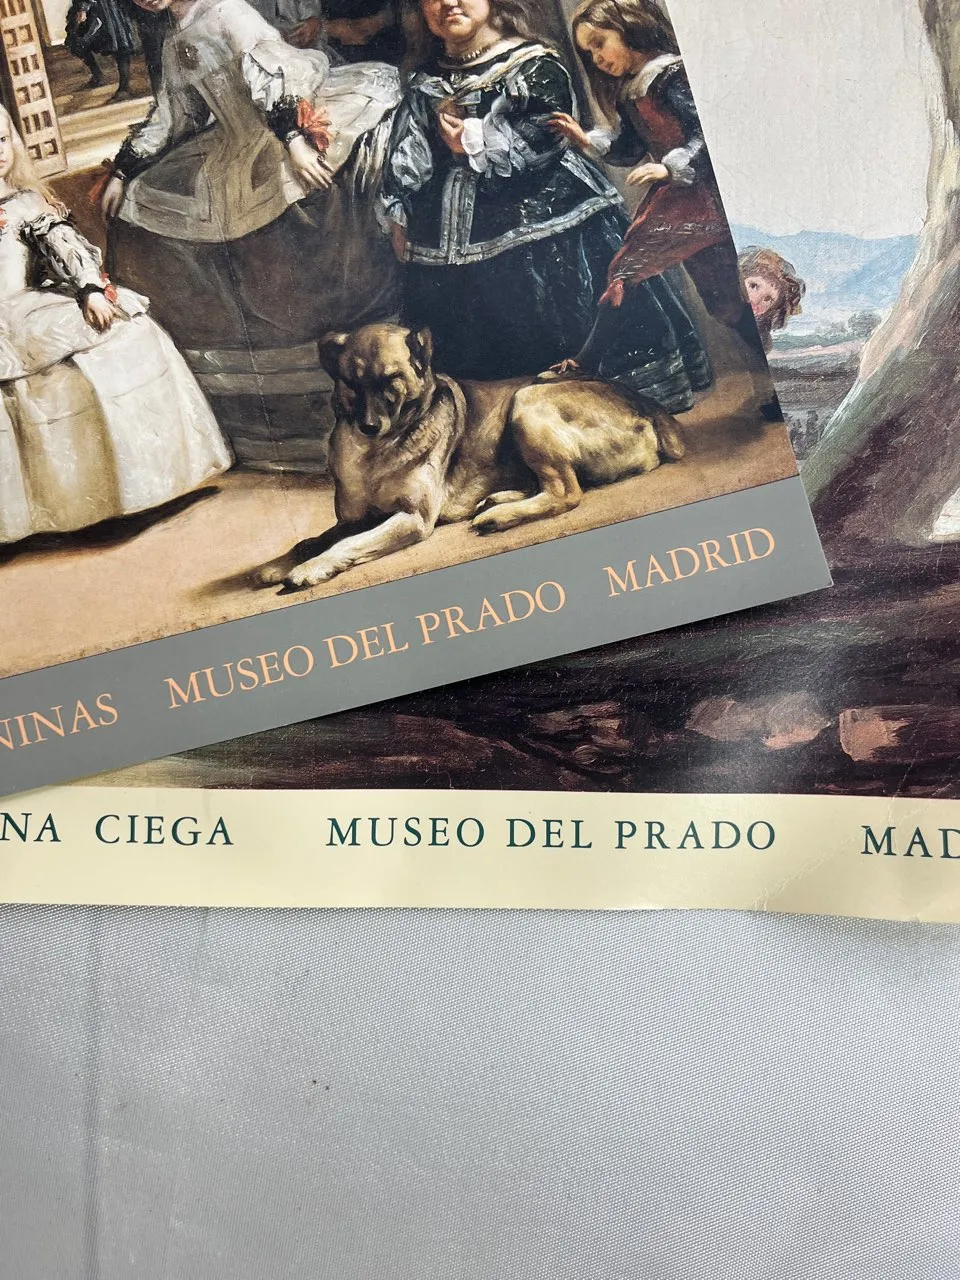 NINAS MUSEO DEL PRADO MADRID
NA CIEGA MUSEO DEL PRADO MAD